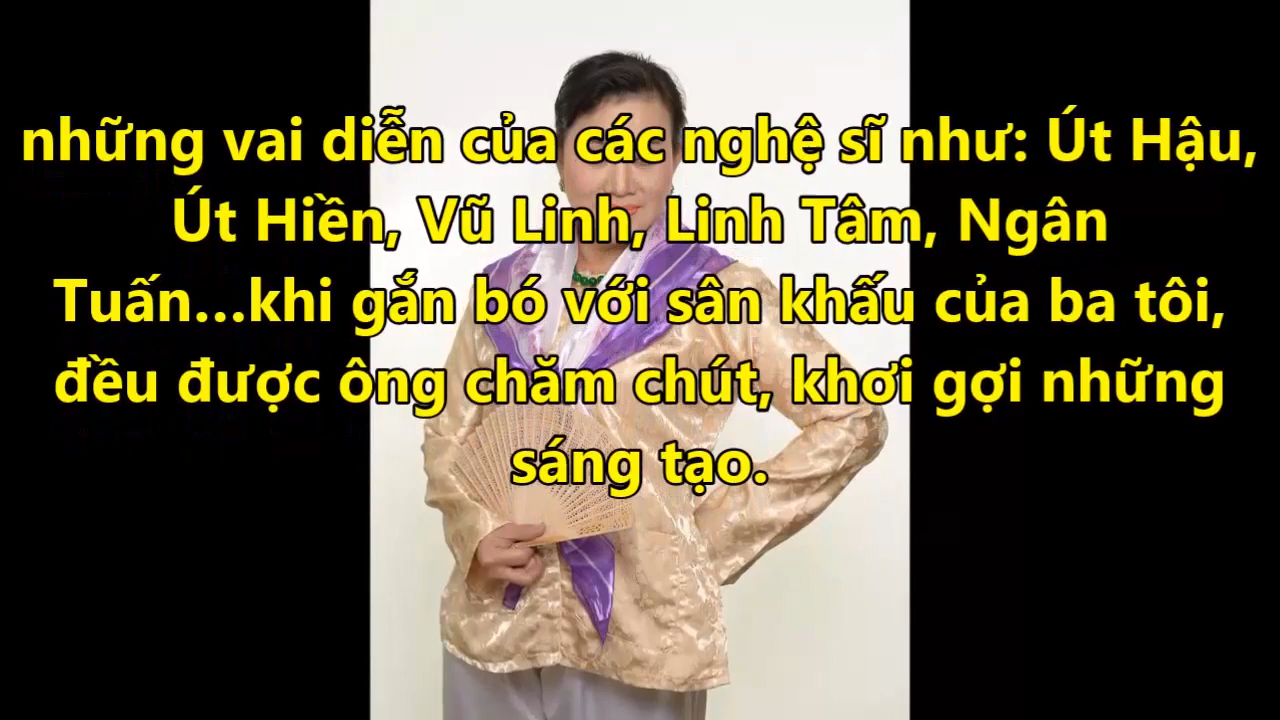 những vai diễn của các nghệ sĩ như: Út Hậu,
Út Hiền, Vũ Linh, Linh Tâm, Ngân
Tuấn...khi gắn bó với sân khấu của ba tôi,
đều được ông chăm chút, khơi gợi những
sáng tạo.